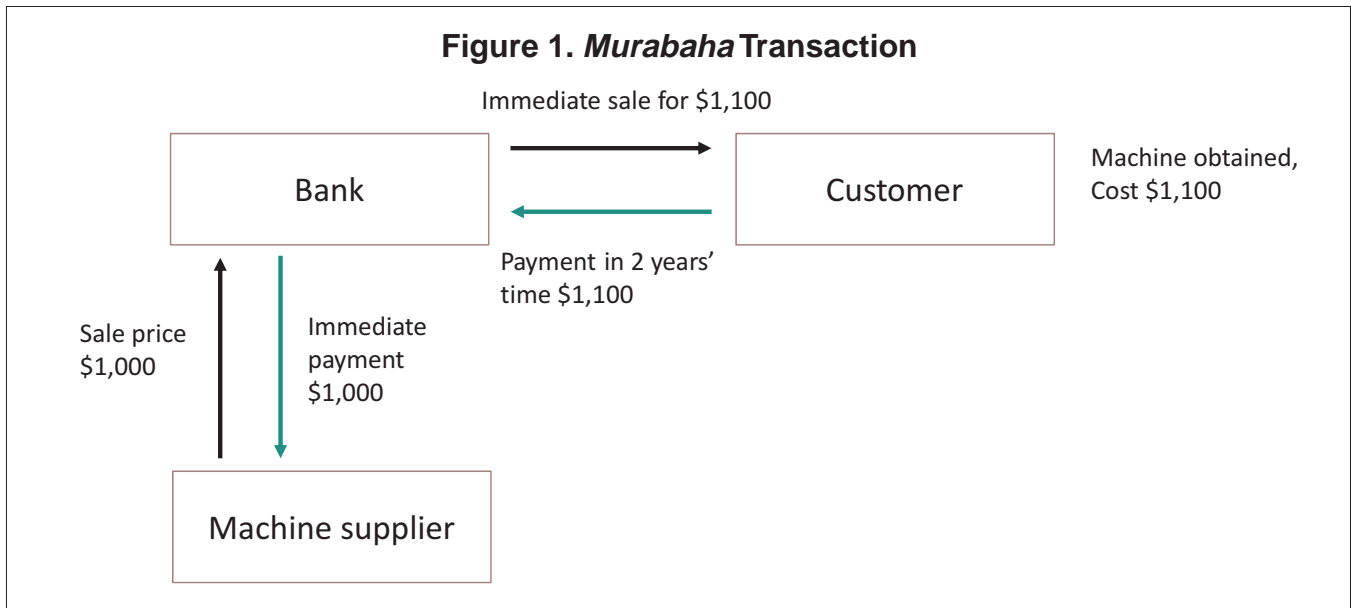 Figure 1. Murabaha Transaction
Immediate sale for $1,100
Bank
Customer
Machine obtained,
Cost $1,100
Payment in 2 years’
time $1,100
Sale price
$1,000
Immediate
payment
$1,000
Machine supplier